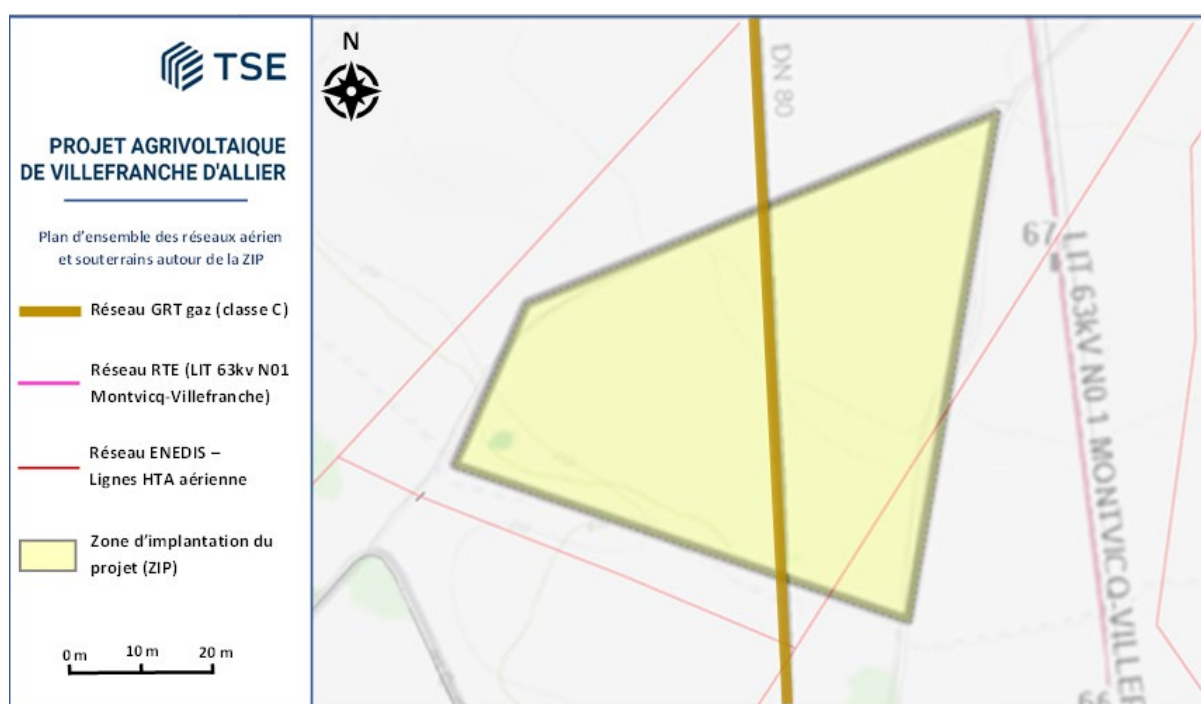 TSE
PROJET AGRIVOLTAIQUE
DE VILLEFRANCHE D'ALLIER
Plan d'ensemble des réseaux aérien
et souterrains autour de la ZIP
Réseau GRT gaz (classe C)
Réseau RTE (LIT 63kv N01
Montvicq-Villefranche)
Réseau ENEDIS –
Lignes HTA aérienne
Zone d'implantation du
projet (ZIP)
0 m 10 m 20 m
N
DN 80
67
LIT 63kV N0 1 MONTVICQ-VILLEF
66